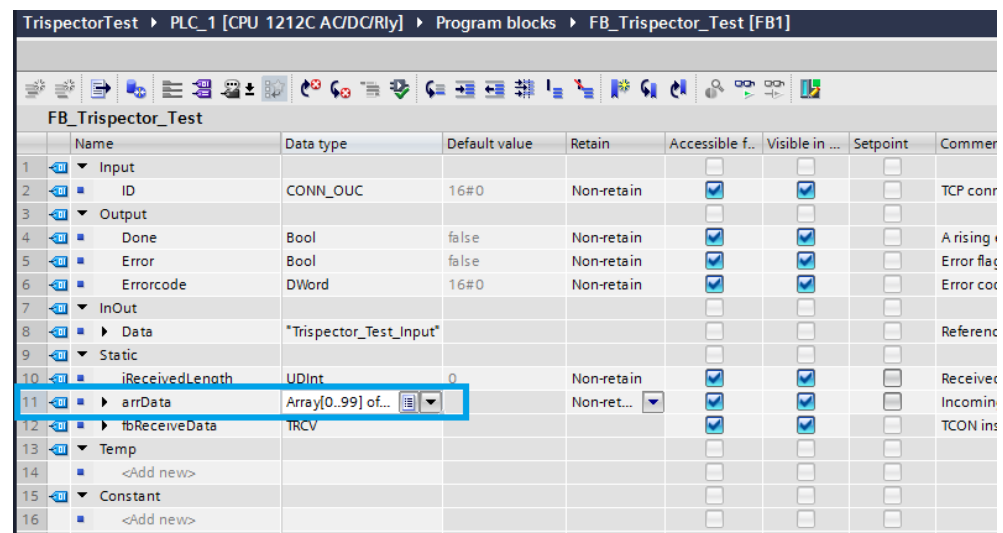 TrispectorTest ▸ PLC_1 [CPU 1212C AC/DC/Rly] ▸ Program blocks ▸ FB_Trispector_Test [FB1]
FB_Trispector_Test
Name Data type Default value Retain Accessible f.. Visible in ... Setpoint Commer
1 Input
2 ID CONN_OUC 16#0 Non-retain TCP conn
3 Output
4 Done Bool false Non-retain A rising
5 Error Bool false Non-retain Error flag
6 Errorcode DWord 16#0 Non-retain Error cod
7 InOut
8 Data "Trispector_Test_Input" Referenc
9 Static
10 iReceivedLength UDInt 0 Non-retain Received
11 arrData Array[0..99] of... Non-ret... Incoming
12 fbReceiveData TRCV TCON ins
13 Temp
14 <Add new>
15 Constant
16 <Add new>